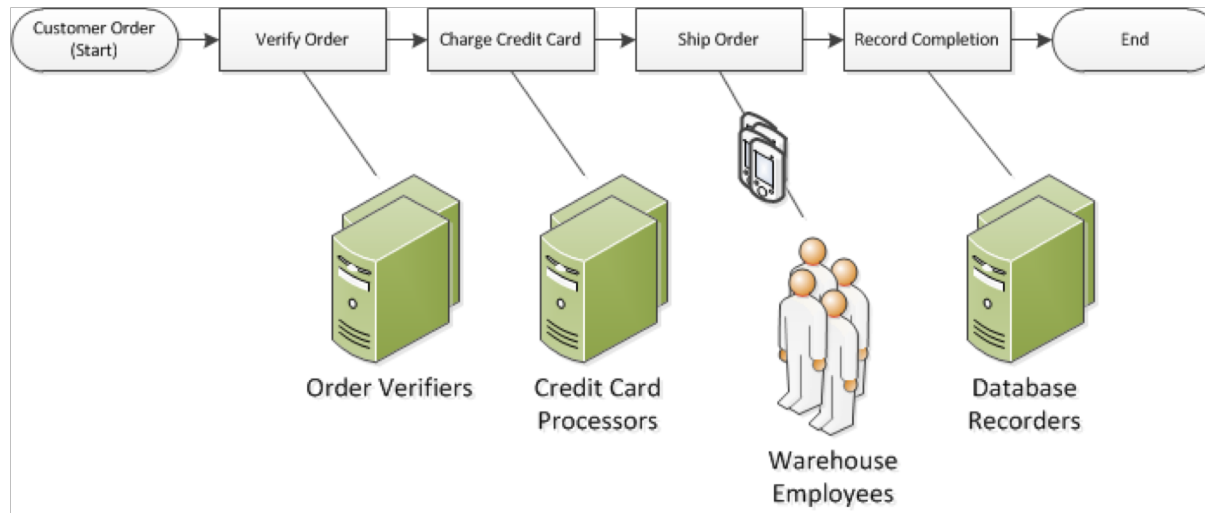 Customer Order
(Start)
Verify Order
Charge Credit Card
Ship Order
Record Completion
End
Order Verifiers
Credit Card
Processors
Warehouse
Employees
Database
Recorders